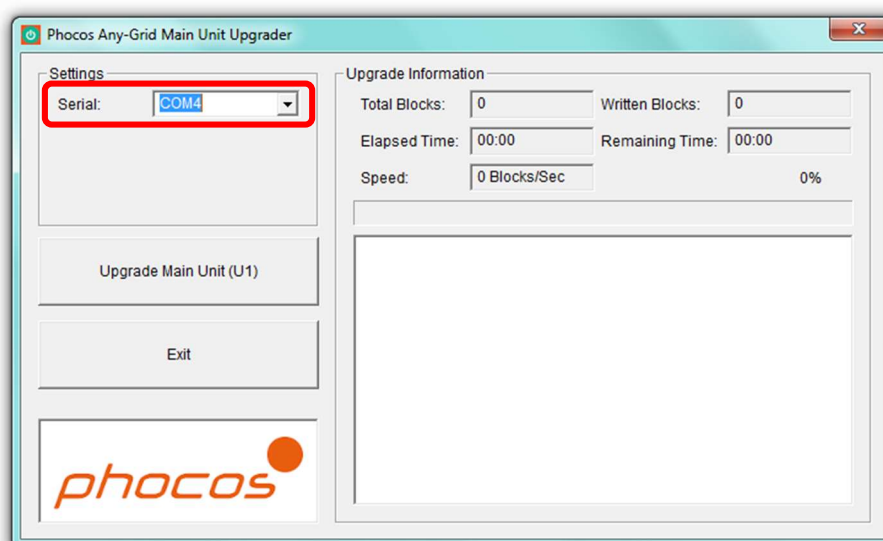 Phocos Any-Grid Main Unit Upgrader
Settings
Serial: COM4
Upgrade Main Unit (U1)
Exit
phocos
Upgrade Information
Total Blocks: 0 Written Blocks: 0
Elapsed Time: 00:00 Remaining Time: 00:00
Speed: 0 Blocks/Sec 0%